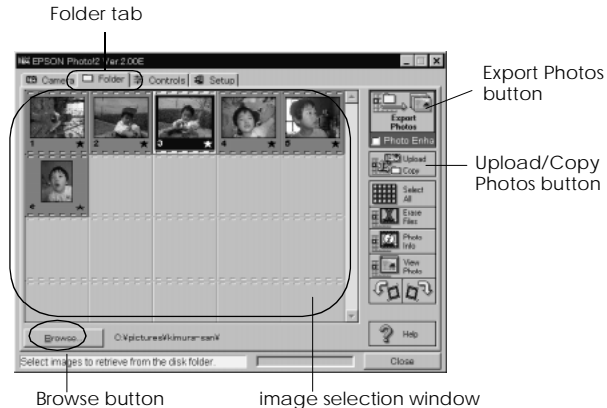 Folder tab
EPSON Photo!2 Ver 2.00E
Camera Folder Controls Setup
Export Photos
button
1 2 3 4 5
Export
Photos
Photo Enha
Upload
Copy
Upload/Copy
Photos button
Select
All
Erase
Files
6
Photo
Info
View
Photo
Browse... C:¥pictures¥kimura-san¥
Help
Select images to retrieve from the disk folder.
Close
Browse button
image selection window